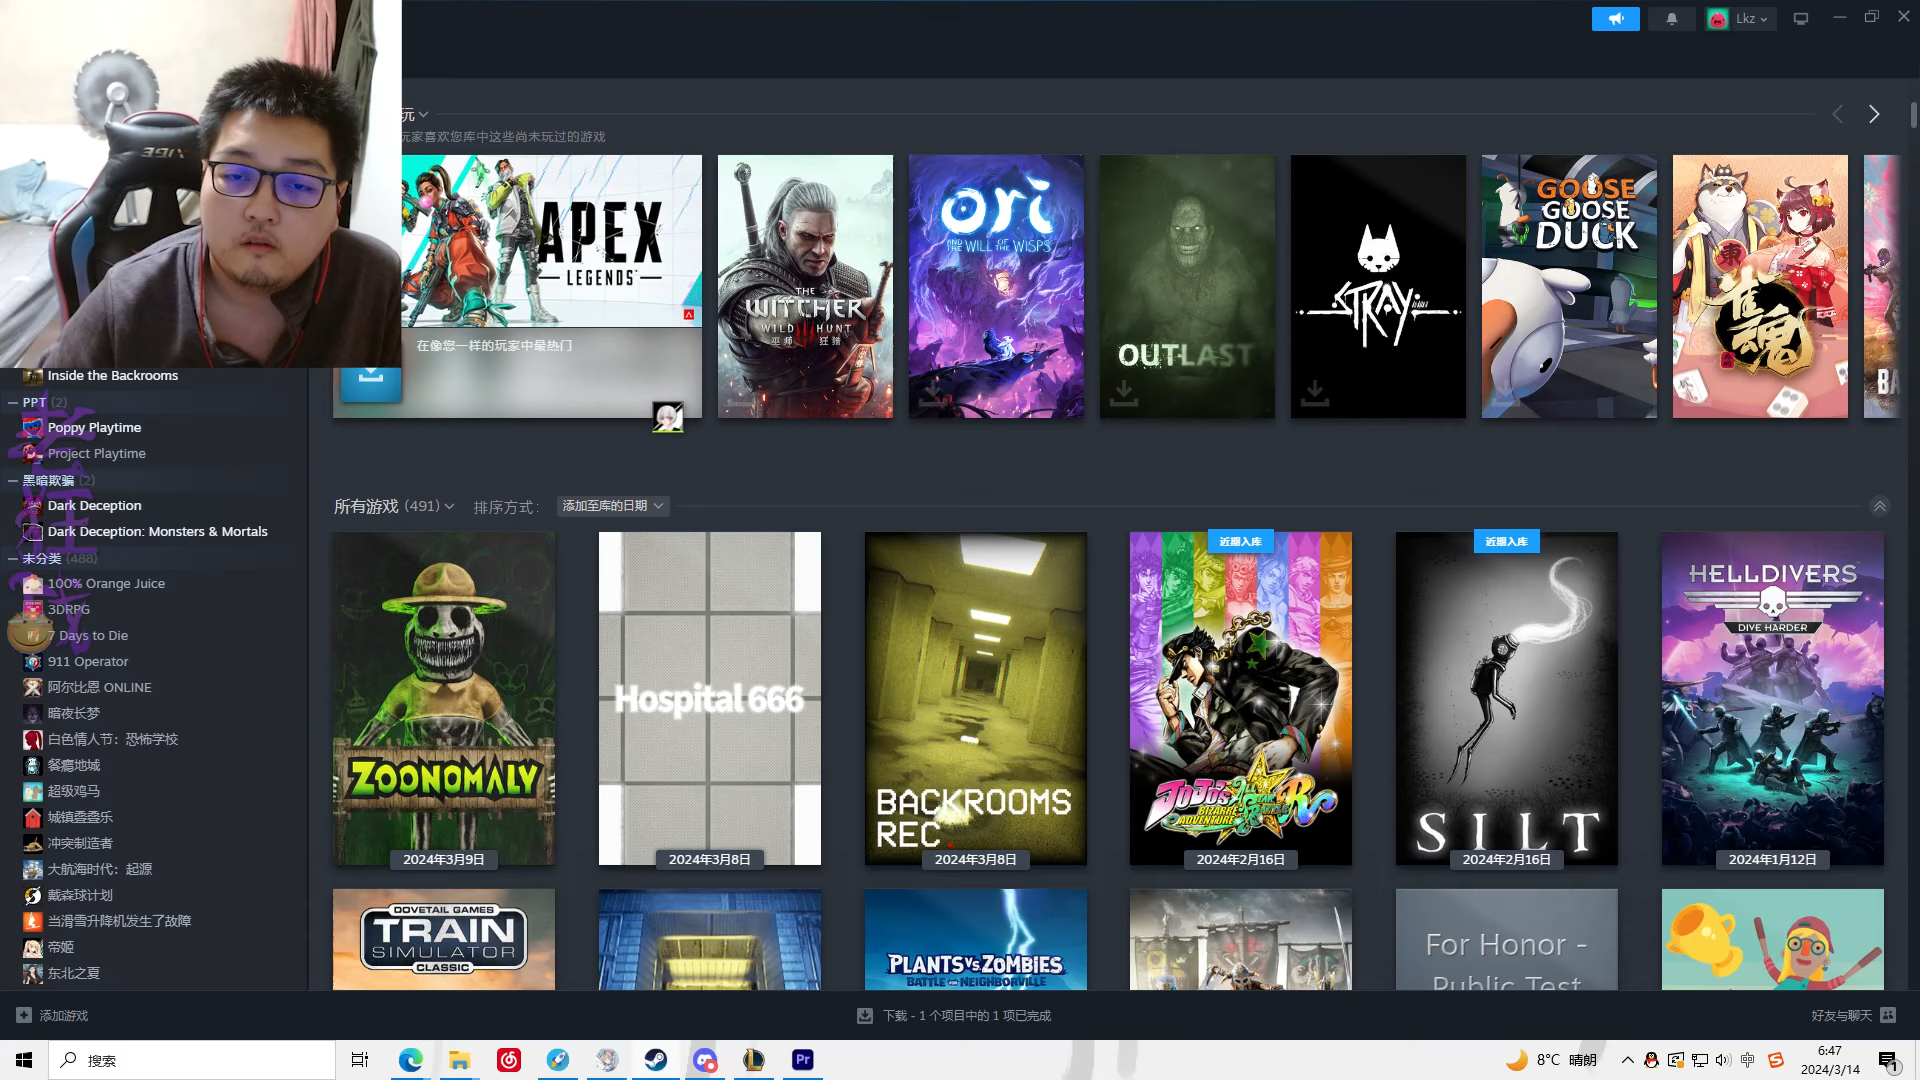 Lkz
玩
玩家喜欢您库中这些尚未玩过的游戏
APEX
LEGENDS
在像您一样的玩家中最热门
THE
WITCHER
WILD HUNT
巫师 狂猎
ori
AND THE WILL OF THE WISPS
OUTLAST
STRAY
GOOSE
GOOSE
DUCK
東
雀魂
BA
Inside the Backrooms
PPT (2)
Poppy Playtime
Project Playtime
黑暗欺骗 (2)
Dark Deception
Dark Deception: Monsters & Mortals
未分类 (488)
100% Orange Juice
3DRPG
7 Days to Die
911 Operator
阿尔比恩 ONLINE
暗夜长梦
白色情人节：恐怖学校
餐瘾地城
超级鸡马
城镇叠叠乐
冲突制造者
大航海时代：起源
戴森球计划
当滑雪升降机发生了故障
帝姬
东北之夏
所有游戏 (491)
排序方式：
添加至库的日期
ZOONOMALY
2024年3月9日
Hospital 666
2024年3月8日
BACKROOMS
REC.
2024年3月8日
近期入库
JOJO'S
BIZARRE
ADVENTURE
ALL STAR
BATTLE
R
2024年2月16日
近期入库
SILT
2024年2月16日
HELLDIVERS
DIVE HARDER
2024年1月12日
DOVETAIL GAMES
TRAIN
SIMULATOR
CLASSIC
PLANTS VS. ZOMBIES
BATTLE FOR NEIGHBORVILLE
For Honor -
Public Test
添加游戏
下载 - 1 个项目中的 1 项已完成
好友与聊天
搜索
Pr
8°C 晴朗
中
6:47
2024/3/14
1